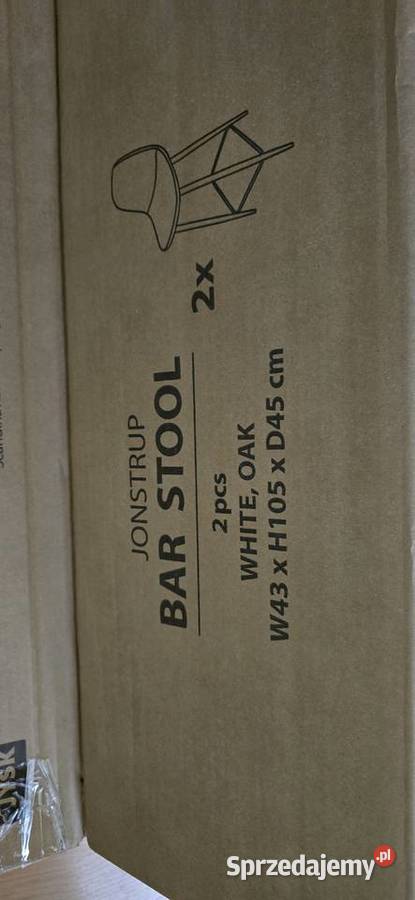 JONSTRUP
BAR STOOL
2x
2 pcs
WHITE, OAK
W43 x H105 x D45 cm
JYSK
Sprzedajemy.pl